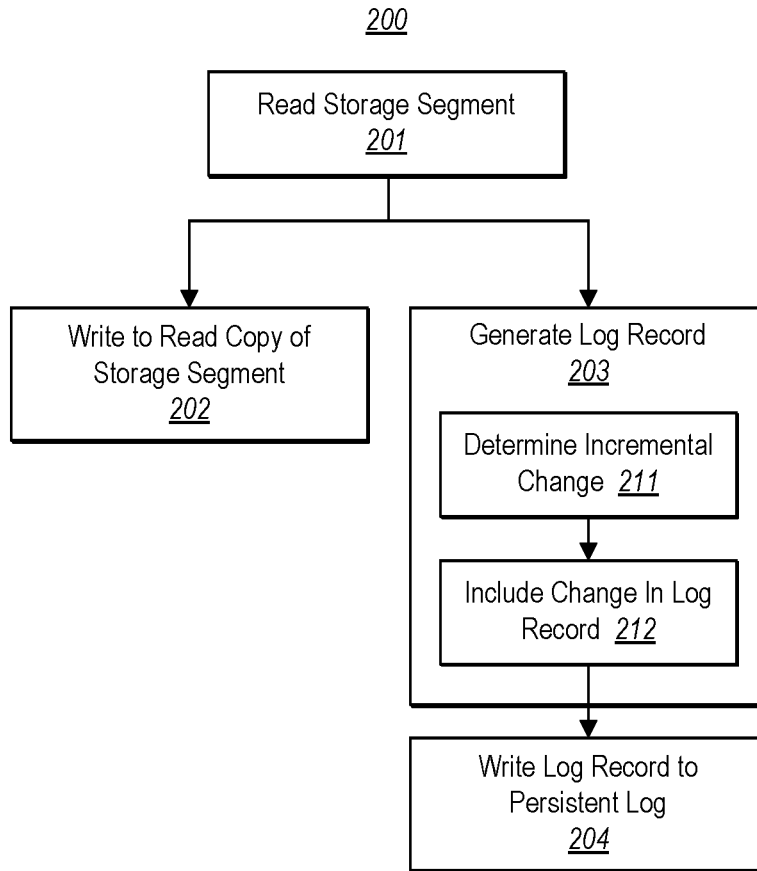 200
Read Storage Segment
201
Write to Read Copy of
Storage Segment
202
Generate Log Record
203
Determine Incremental
Change 211
Include Change In Log
Record 212
Write Log Record to
Persistent Log
204